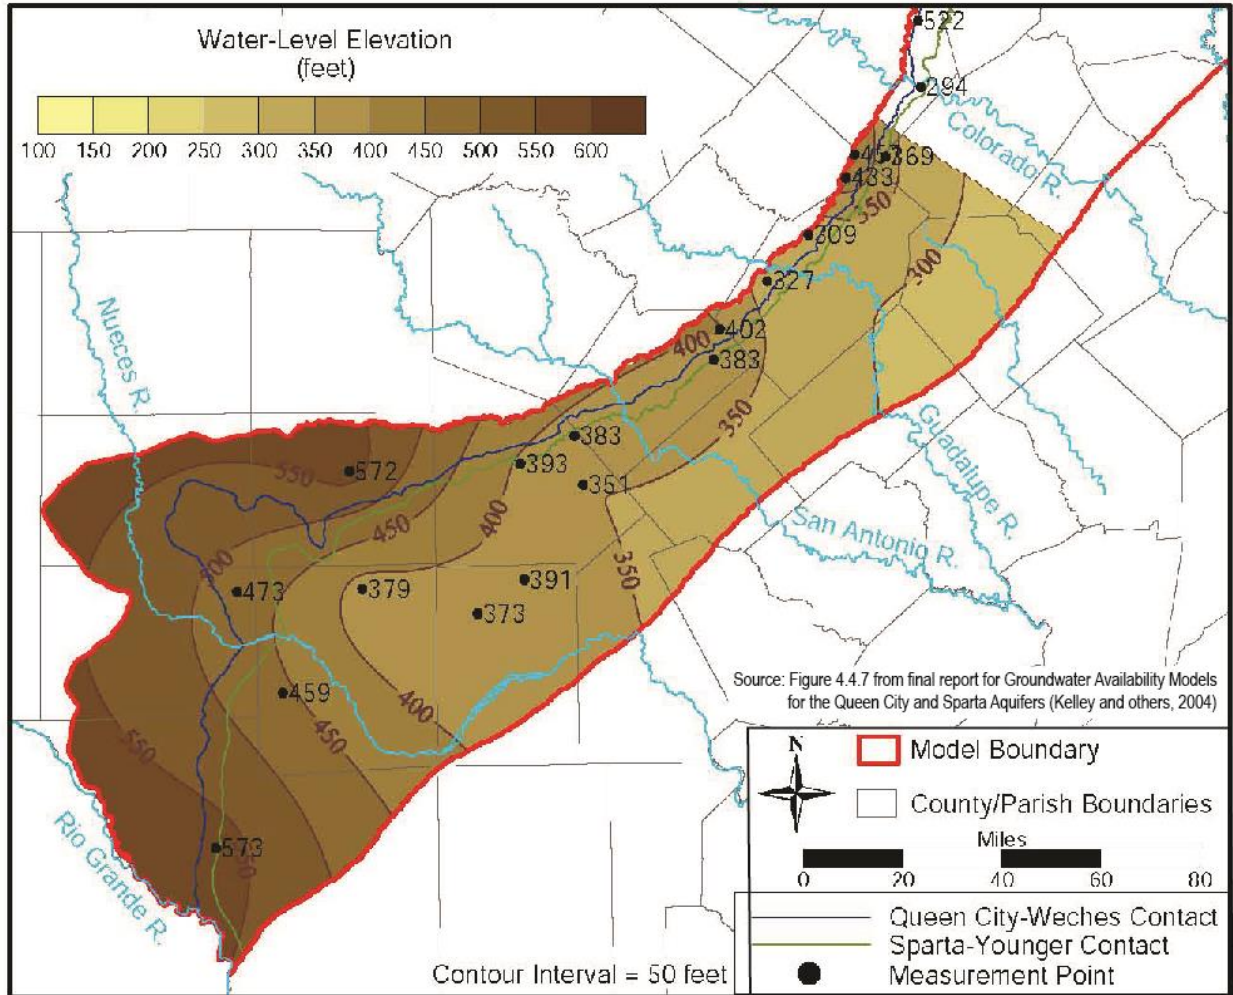 Water-Level Elevation
(feet)
100 150 200 250 300 350 400 450 500 550 600
522
294
Colorado R.
369
433
350
309
300
327
402
400
383
350
Nueces R.
Guadalupe R.
383
393
572
550
351
San Antonio R.
450
400
350
500
473
379
391
373
459
400
450
550
573
550
Rio Grande R.
Source: Figure 4.4.7 from final report for Groundwater Availability Models
for the Queen City and Sparta Aquifers (Kelley and others, 2004)
N
Model Boundary
County/Parish Boundaries
Miles
0 20 40 60 80
Queen City-Weches Contact
Sparta-Younger Contact
Measurement Point
Contour Interval = 50 feet